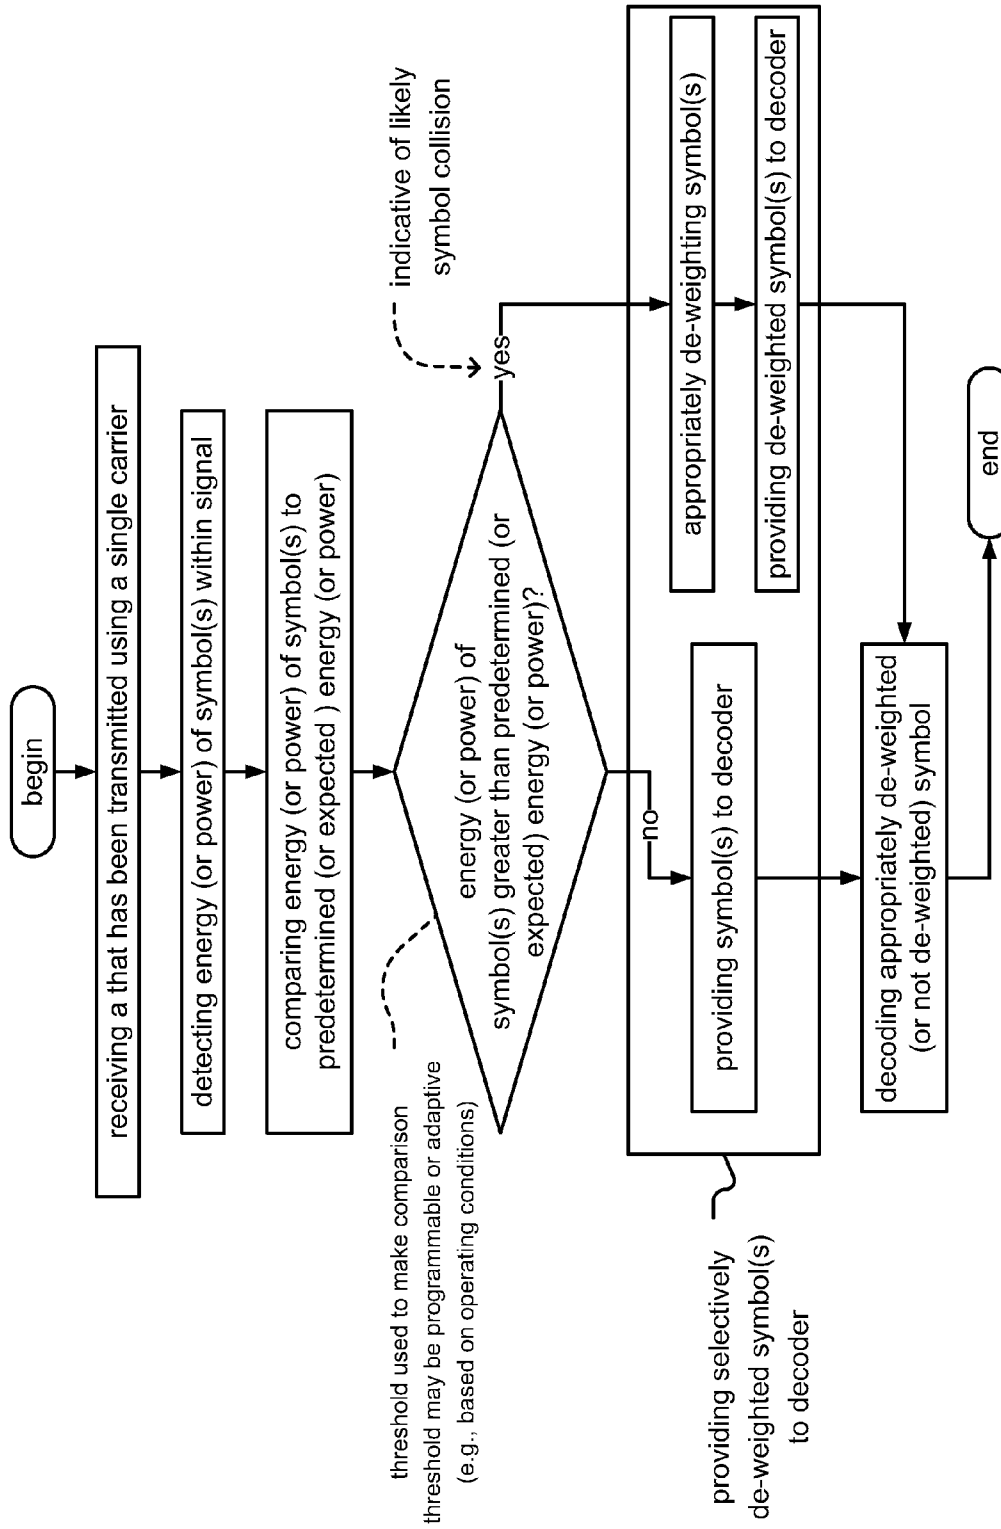 begin
receiving a that has been transmitted using a single carrier
detecting energy (or power) of symbol(s) within signal
comparing energy (or power) of symbol(s) to
predetermined (or expected ) energy (or power)
threshold used to make comparison
threshold may be programmable or adaptive
(e.g., based on operating conditions)
energy (or power) of
symbol(s) greater than predetermined (or
expected) energy (or power)?
indicative of likely
symbol collision
yes
no
providing selectively
de-weighted symbol(s)
to decoder
providing symbol(s) to decoder
appropriately de-weighting symbol(s)
providing de-weighted symbol(s) to decoder
decoding appropriately de-weighted
(or not de-weighted) symbol
end